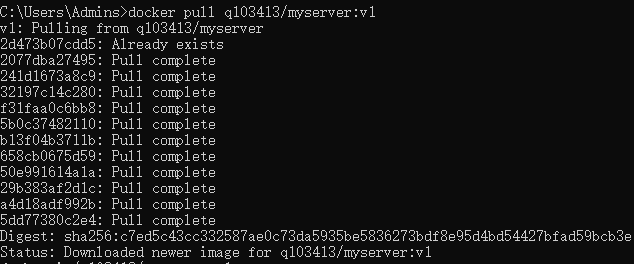 C:\Users\Admins>docker pull q103413/myserver:v1
v1: Pulling from q103413/myserver
2d473b07cdd5: Already exists
2077dba27495: Pull complete
241d1673a8c9: Pull complete
32197c14c280: Pull complete
f31faa0c6bb8: Pull complete
5b0c37482110: Pull complete
b13f04b3711b: Pull complete
658cb0675d59: Pull complete
50e991614a1a: Pull complete
29b383af2d1c: Pull complete
a4d18adf992b: Pull complete
5dd77380c2e4: Pull complete
Digest: sha256:c7ed5c43cc332587ae0c73da5935be5836273bdf8e95d4bd54427bfad59bcb3e
Status: Downloaded newer image for q103413/myserver:v1